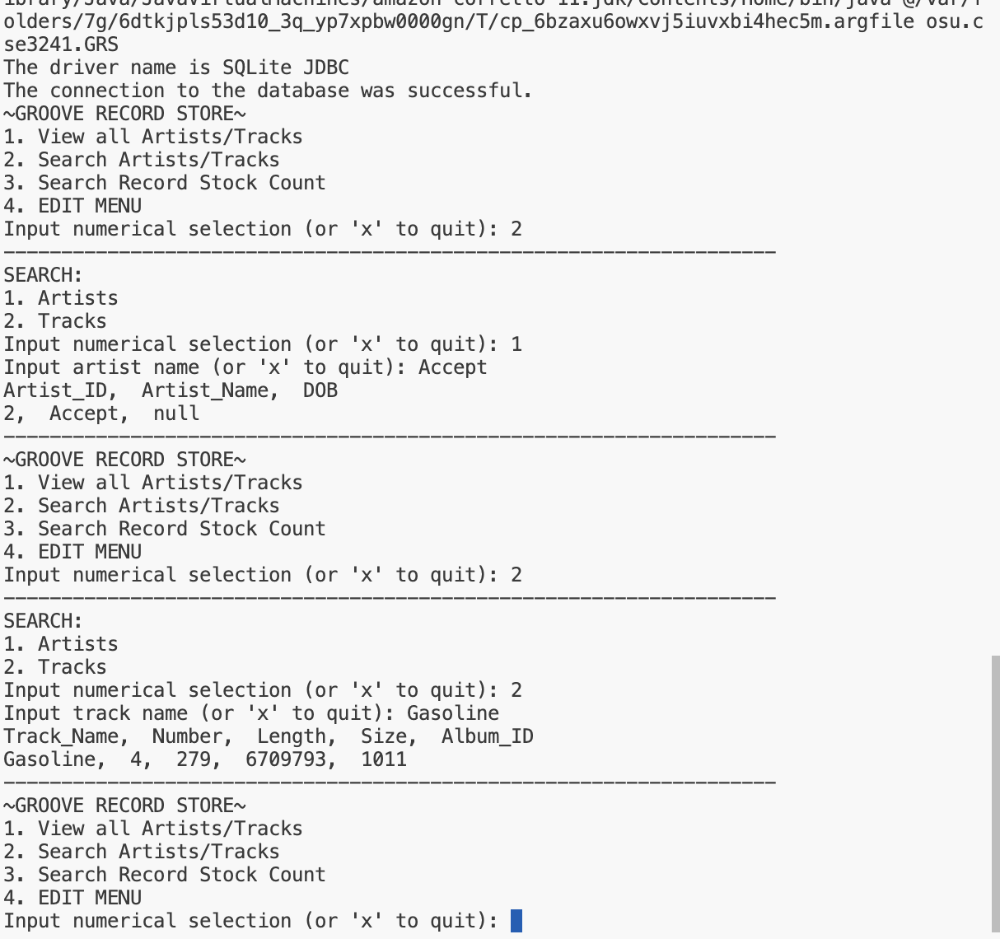 olders/7g/6dtkjpls53d10_3q_yp7xpbw0000gn/T/cp_6bzaxu6owxvj5iuvxbi4hec5m.argfile osu.c
se3241.GRS
The driver name is SQLite JDBC
The connection to the database was successful.
~GROOVE RECORD STORE~
1. View all Artists/Tracks
2. Search Artists/Tracks
3. Search Record Stock Count
4. EDIT MENU
Input numerical selection (or 'x' to quit): 2
___________________________________________________________________
SEARCH:
1. Artists
2. Tracks
Input numerical selection (or 'x' to quit): 1
Input artist name (or 'x' to quit): Accept
Artist_ID,  Artist_Name,  DOB
2,  Accept,  null
___________________________________________________________________
~GROOVE RECORD STORE~
1. View all Artists/Tracks
2. Search Artists/Tracks
3. Search Record Stock Count
4. EDIT MENU
Input numerical selection (or 'x' to quit): 2
___________________________________________________________________
SEARCH:
1. Artists
2. Tracks
Input numerical selection (or 'x' to quit): 2
Input track name (or 'x' to quit): Gasoline
Track_Name,  Number,  Length,  Size,  Album_ID
Gasoline,  4,  279,  6709793,  1011
___________________________________________________________________
~GROOVE RECORD STORE~
1. View all Artists/Tracks
2. Search Artists/Tracks
3. Search Record Stock Count
4. EDIT MENU
Input numerical selection (or 'x' to quit):